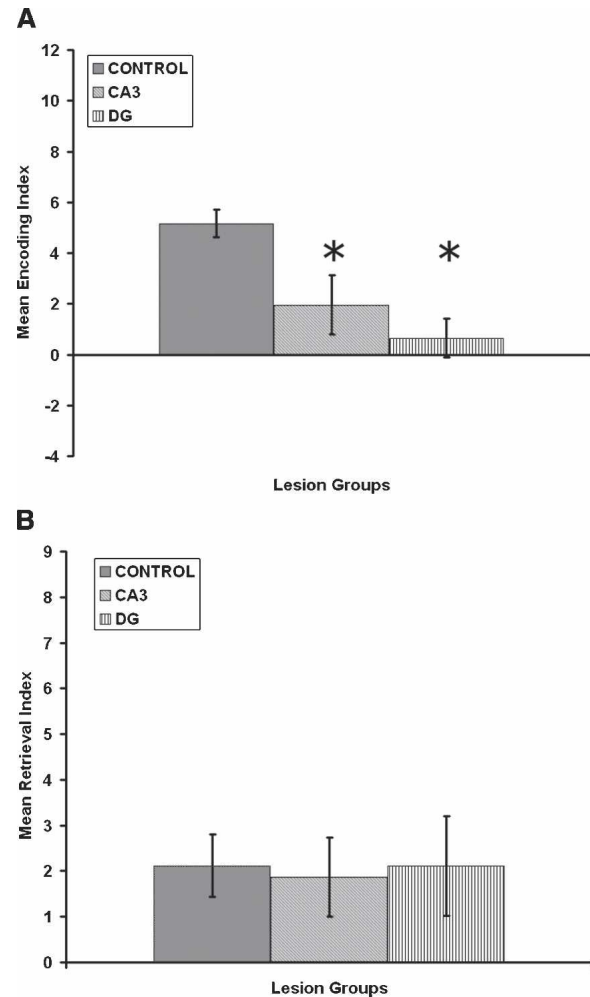 A
12
CONTROL
10
CA3
DG
8
6
4
* *
2
0
-2
-4
Mean Encoding Index
Lesion Groups
B
9
CONTROL
8
CA3
DG
7
6
5
4
3
2
1
0
Mean Retrieval Index
Lesion Groups